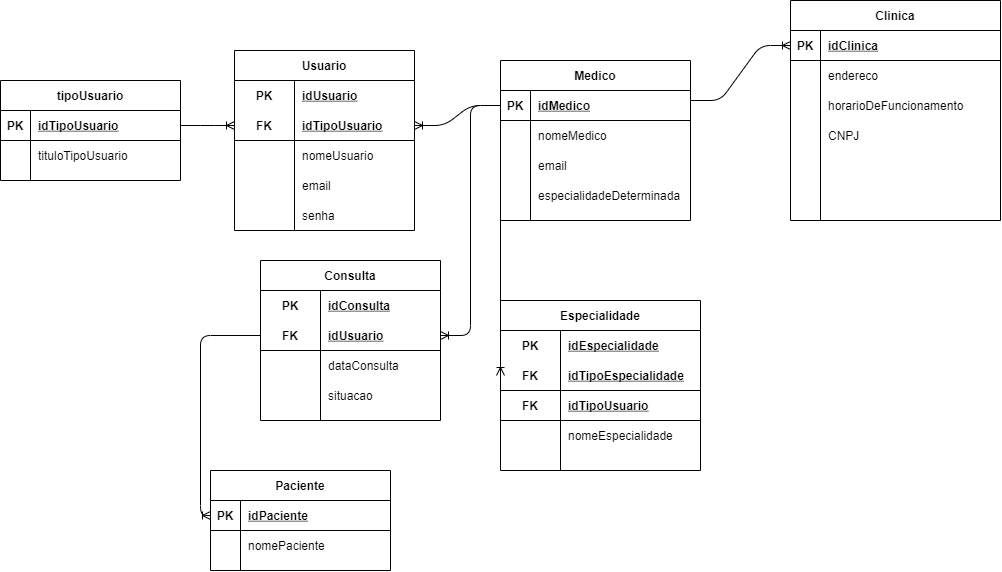 tipoUsuario
PK idTipoUsuario
tituloTipoUsuario
Usuario
PK idUsuario
FK idTipoUsuario
nomeUsuario
email
senha
Medico
PK idMedico
nomeMedico
email
especialidadeDeterminada
Clinica
PK idClinica
endereco
horarioDeFuncionamento
CNPJ
Consulta
PK idConsulta
FK idUsuario
dataConsulta
situacao
Especialidade
PK idEspecialidade
FK idTipoEspecialidade
FK idTipoUsuario
nomeEspecialidade
Paciente
PK idPaciente
nomePaciente